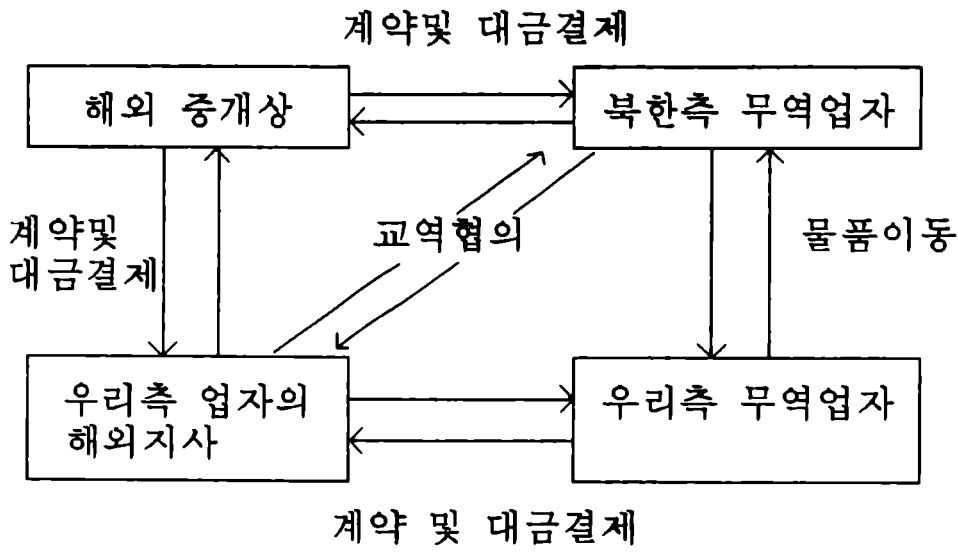 계약및 대금결제
해외 중개상
북한측 무역업자
계약및
대금결제
교역협의
물품이동
우리측 업자의
해외지사
우리측 무역업자
계약 및 대금결제